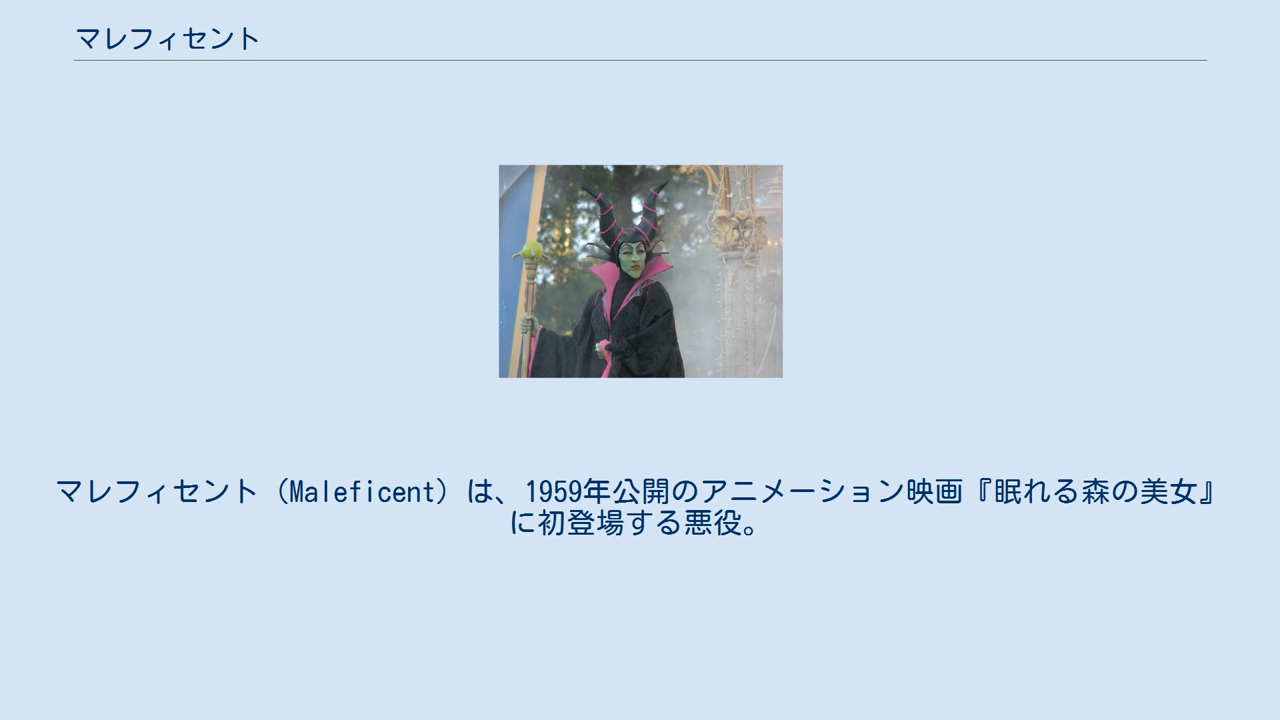 マレフィセント
マレフィセント（Maleficent）は、1959年公開のアニメーション映画『眠れる森の美女』
に初登場する悪役。